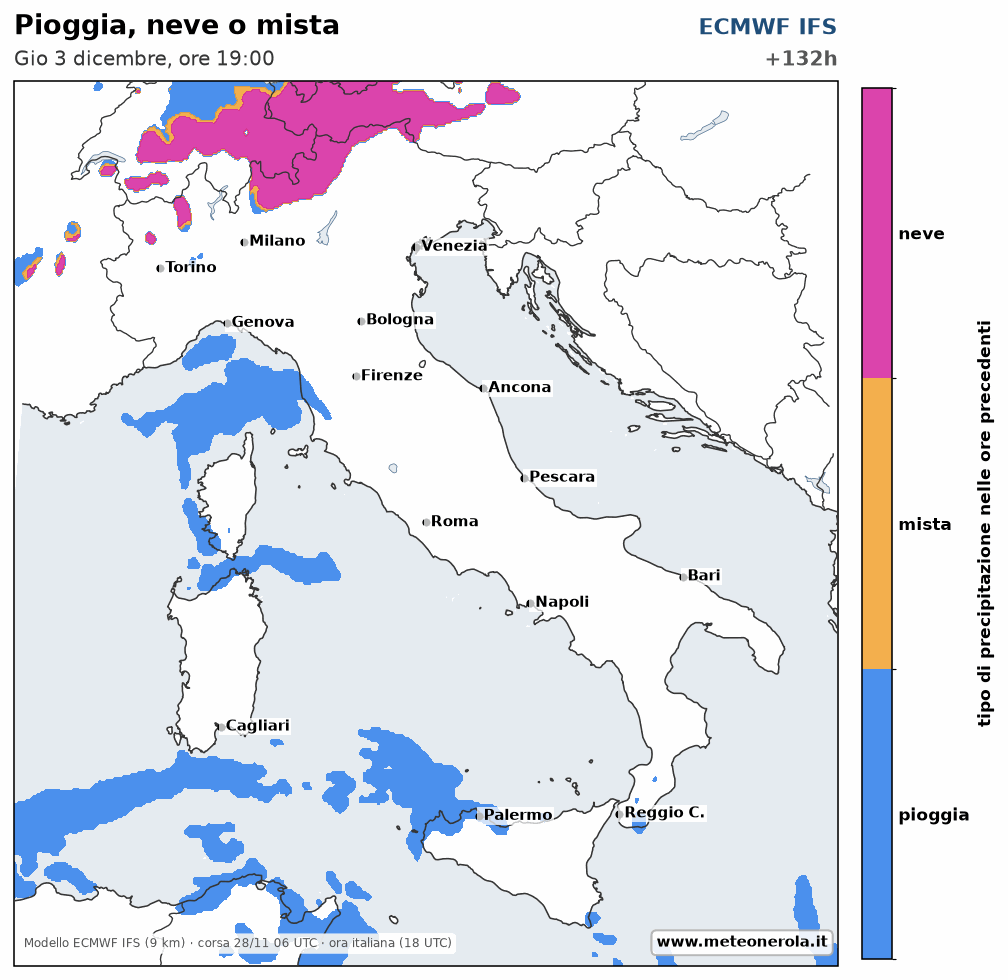 Pioggia, neve o mista
ECMWF IFS
Gio 3 dicembre, ore 19:00
+132h
neve
Milano
Venezia
Torino
Genova
Bologna
Firenze
Ancona
tipo di precipitazione nelle ore precedenti
Pescara
Roma
mista
Bari
Napoli
Cagliari
Palermo
Reggio C.
pioggia
Modello ECMWF IFS (9 km) · corsa 28/11 06 UTC · ora italiana (18 UTC)
www.meteonerola.it